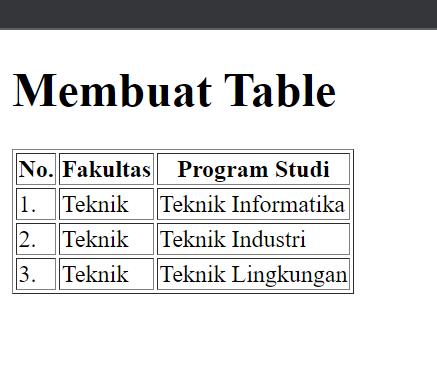 Membuat Table
No. Fakultas Program Studi
1. Teknik Teknik Informatika
2. Teknik Teknik Industri
3. Teknik Teknik Lingkungan